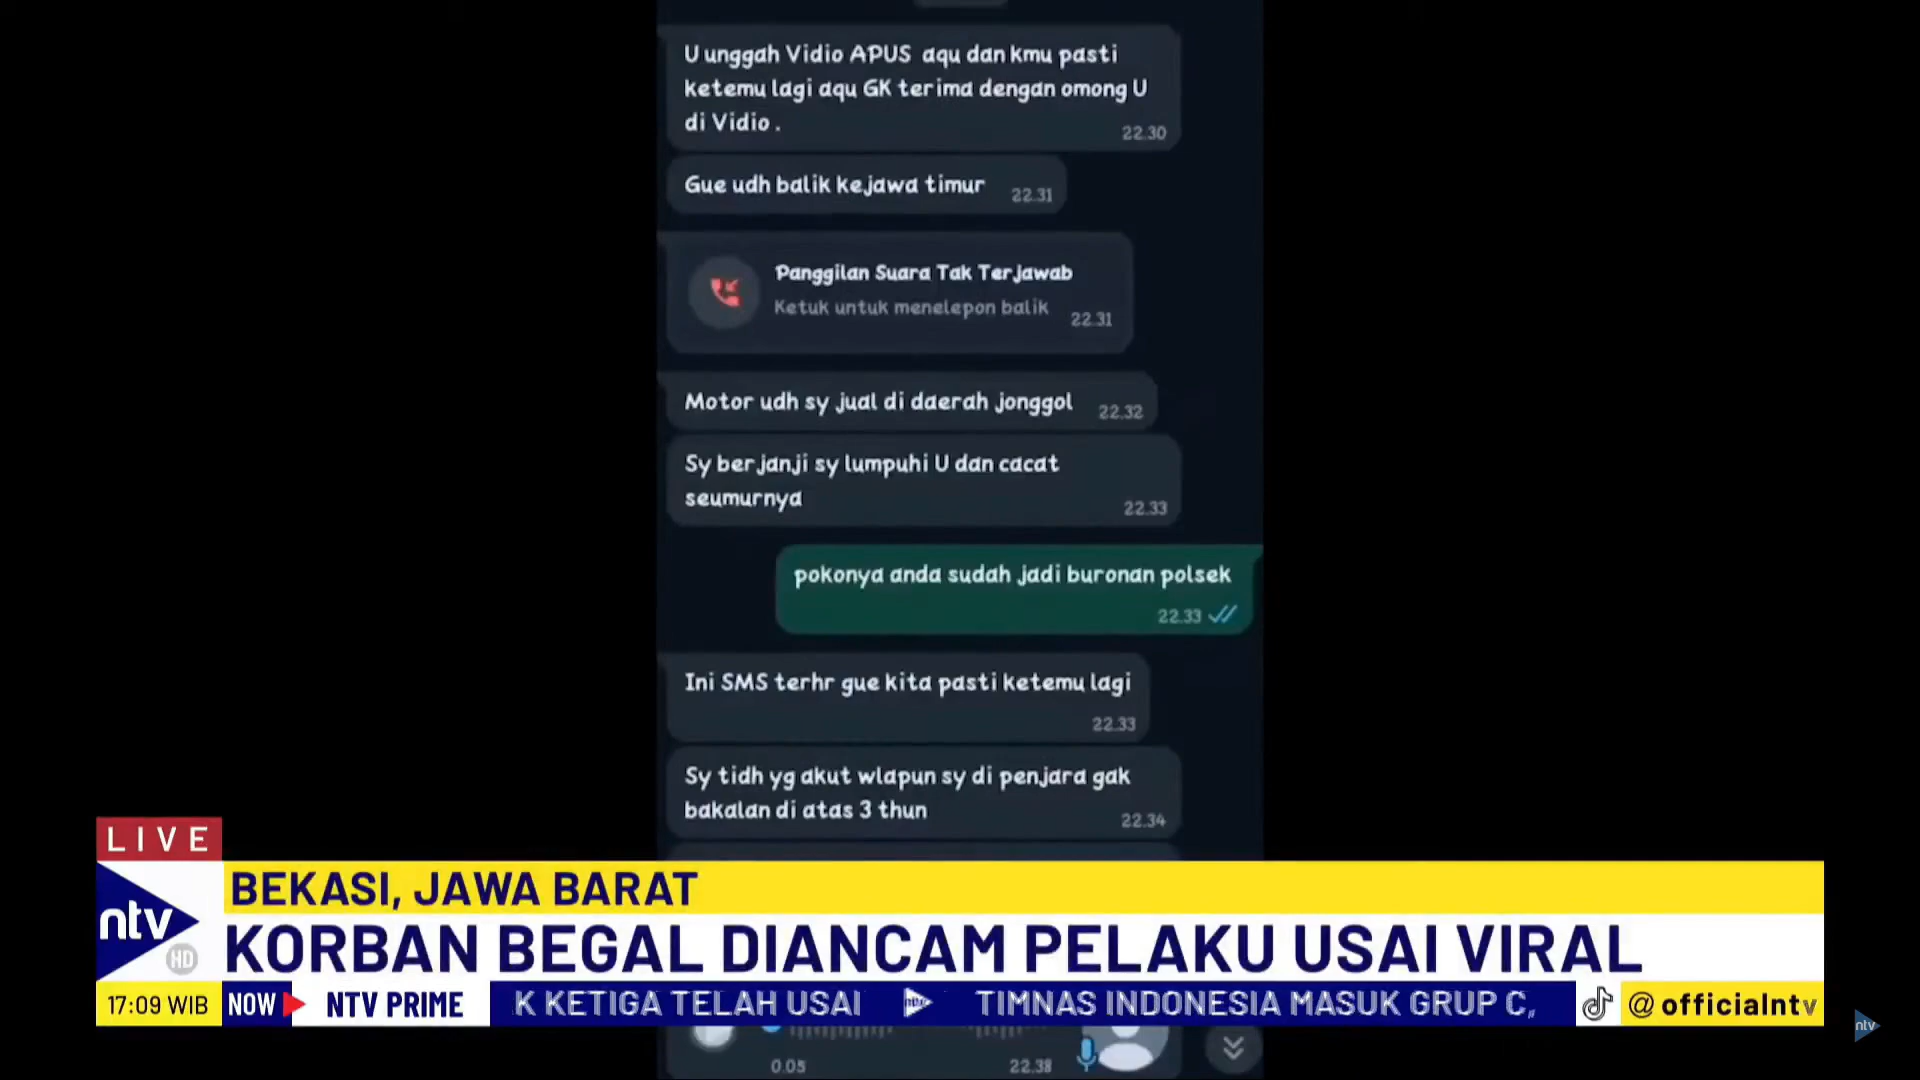 U unggah Vidio APUS aqu dan kmu pasti
ketemu lagi aqu GK terima dengan omong U
di Vidio .
22.30
Gue udh balik kejawa timur
22.31
Panggilan Suara Tak Terjawab
Ketuk untuk menelepon balik
22.31
Motor udh sy jual di daerah jonggol
22.32
Sy berjanji sy lumpuhi U dan cacat
seumurnya
22.33
pokonya anda sudah jadi buronan polsek
22.33
Ini SMS terhr gue kita pasti ketemu lagi
22.33
Sy tidh yg akut wlapun sy di penjara gak
bakalan di atas 3 thun
22.34
LIVE
BEKASI, JAWA BARAT
ntv
HD
KORBAN BEGAL DIANCAM PELAKU USAI VIRAL
17:09 WIB
NOW
NTV PRIME
K KETIGA TELAH USAI
ntv
TIMNAS INDONESIA MASUK GRUP C,
@officialntv
ntv
0.05
22.38